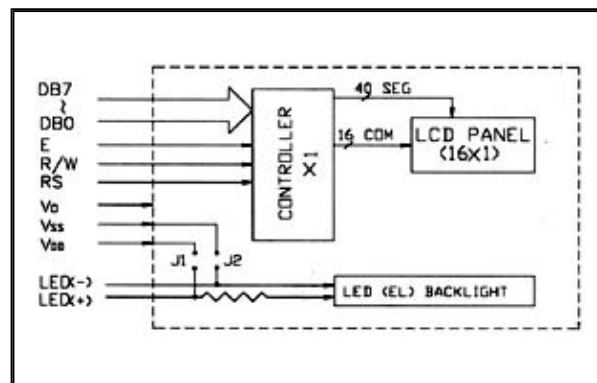 DB7
~
DB0
E
R/W
RS
Vo
Vss
VDD
LED(-)
LED(+)
J1
J2
CONTROLLER
X1
40 SEG
16 COM
LCD PANEL
(16X1)
LED (EL) BACKLIGHT